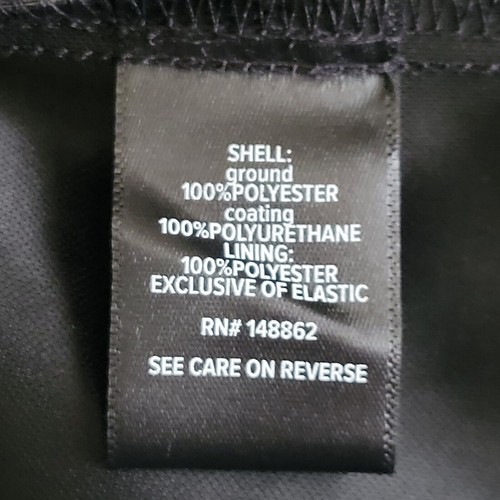 SHELL:
ground
100%POLYESTER
coating
100%POLYURETHANE
LINING:
100%POLYESTER
EXCLUSIVE OF ELASTIC
RN# 148862
SEE CARE ON REVERSE